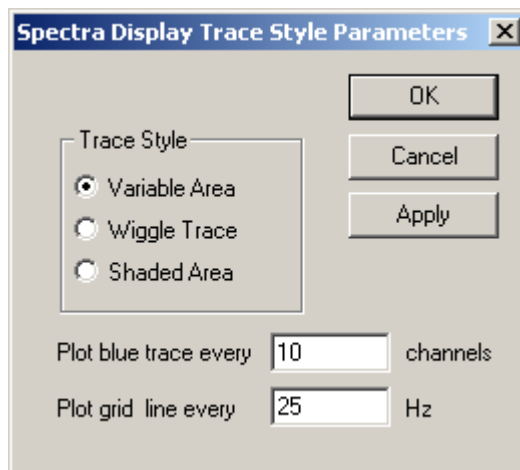 Spectra Display Trace Style Parameters
OK
Trace Style
Cancel
Variable Area
Apply
Wiggle Trace
Shaded Area
Plot blue trace every 10 channels
Plot grid line every 25 Hz